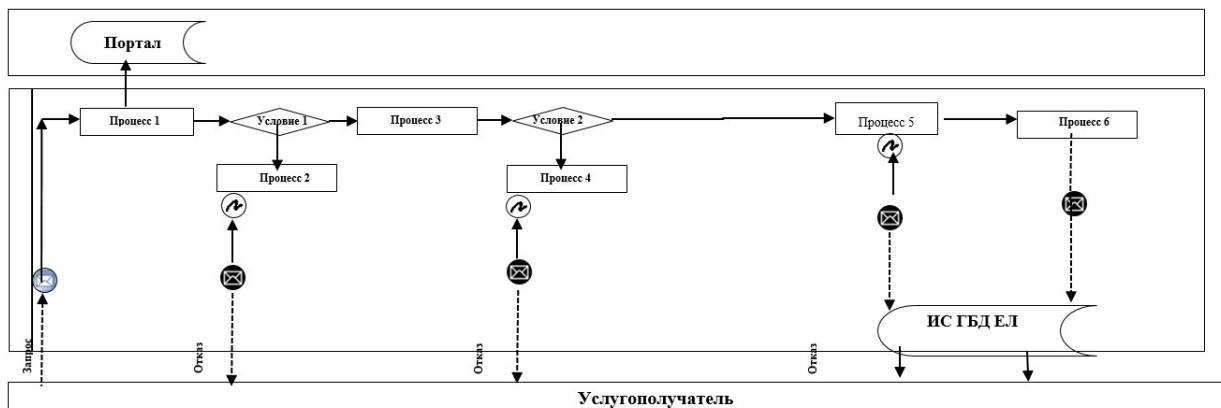 Портал
Процесс 1
Условие 1
Процесс 3
Условие 2
Процесс 5
Процесс 6
Процесс 2
Процесс 4
ИС ГБД ЕЛ
Запрос
Отказ
Отказ
Отказ
Услугополучатель